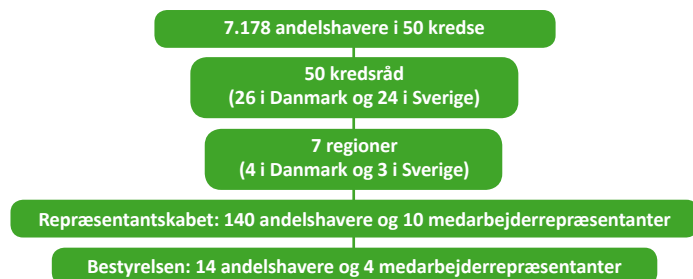 7.178 andelshavere i 50 kredse
50 kredsråd
(26 i Danmark og 24 i Sverige)
7 regioner
(4 i Danmark og 3 i Sverige)
Repræsentantskabet: 140 andelshavere og 10 medarbejderrepræsentanter
Bestyrelsen: 14 andelshavere og 4 medarbejderrepræsentanter